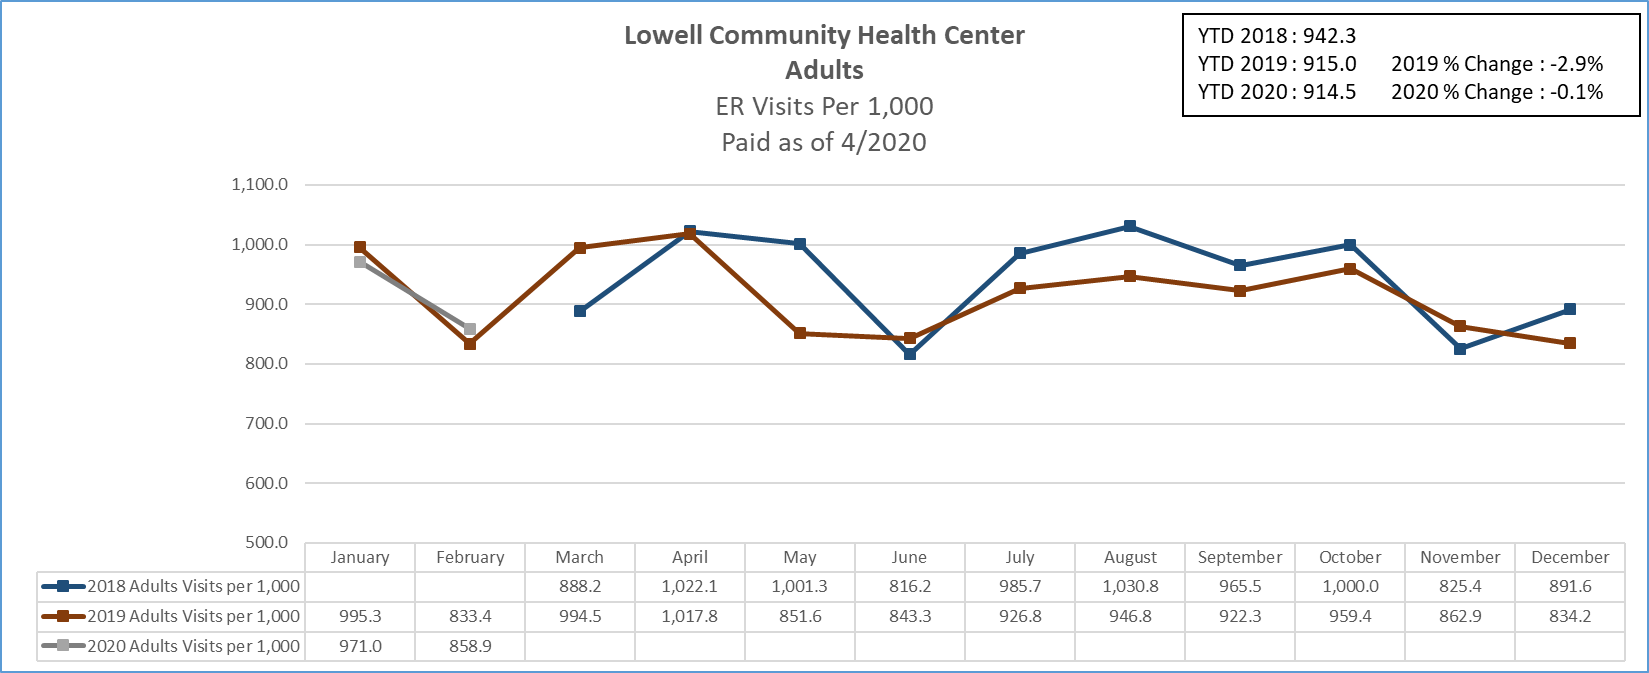 Lowell Community Health Center
Adults
ER Visits Per 1,000
Paid as of 4/2020
YTD 2018 : 942.3
YTD 2019 : 915.0 2019 % Change : -2.9%
YTD 2020 : 914.5 2020 % Change : -0.1%
1,100.0
1,000.0
900.0
800.0
700.0
600.0
500.0
January February March April May June July August September October November December
2018 Adults Visits per 1,000 888.2 1,022.1 1,001.3 816.2 985.7 1,030.8 965.5 1,000.0 825.4 891.6
2019 Adults Visits per 1,000 995.3 833.4 994.5 1,017.8 851.6 843.3 926.8 946.8 922.3 959.4 862.9 834.2
2020 Adults Visits per 1,000 971.0 858.9